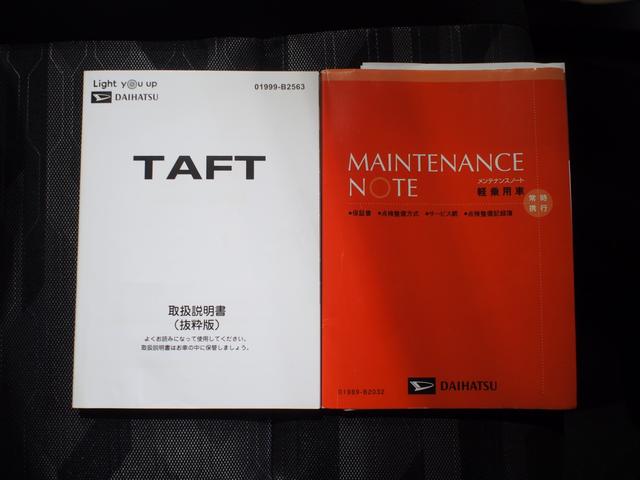 Light you up
DAIHATSU
01999-B2563
TAFT
取扱説明書
（抜粋版）
よくお読みになって使用してください。
取扱説明書はお車の中に保管しましょう。
MAINTENANCE
NOTE
メンテナンスノート
軽乗用車
常時
携行
●保証書 ●点検整備方式 ●サービス網 ●点検整備記録簿
01989-B2032
DAIHATSU